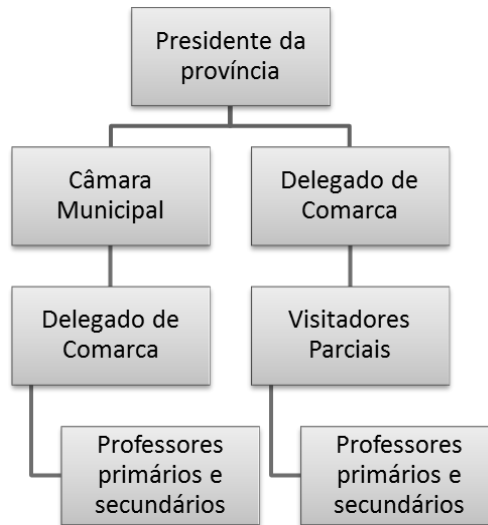 Presidente da
província
Câmara
Municipal
Delegado de
Comarca
Delegado de
Comarca
Visitadores
Parciais
Professores
primários e
secundários
Professores
primários e
secundários